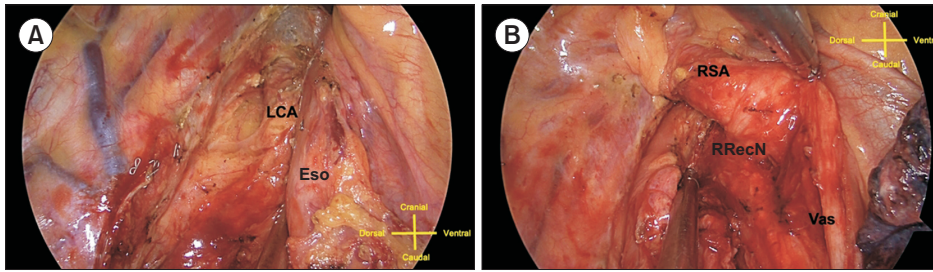 A
LCA
Eso
Cranial
Dorsal
Ventral
Caudal
B
Cranial
Dorsal
Ventral
Caudal
RSA
RRecN
Vas